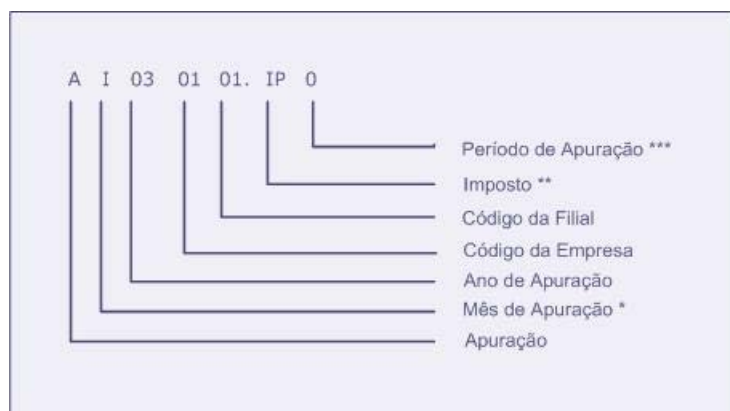 A I 03 01 01. IP 0
Período de Apuração ***
Imposto **
Código da Filial
Código da Empresa
Ano de Apuração
Mês de Apuração *
Apuração